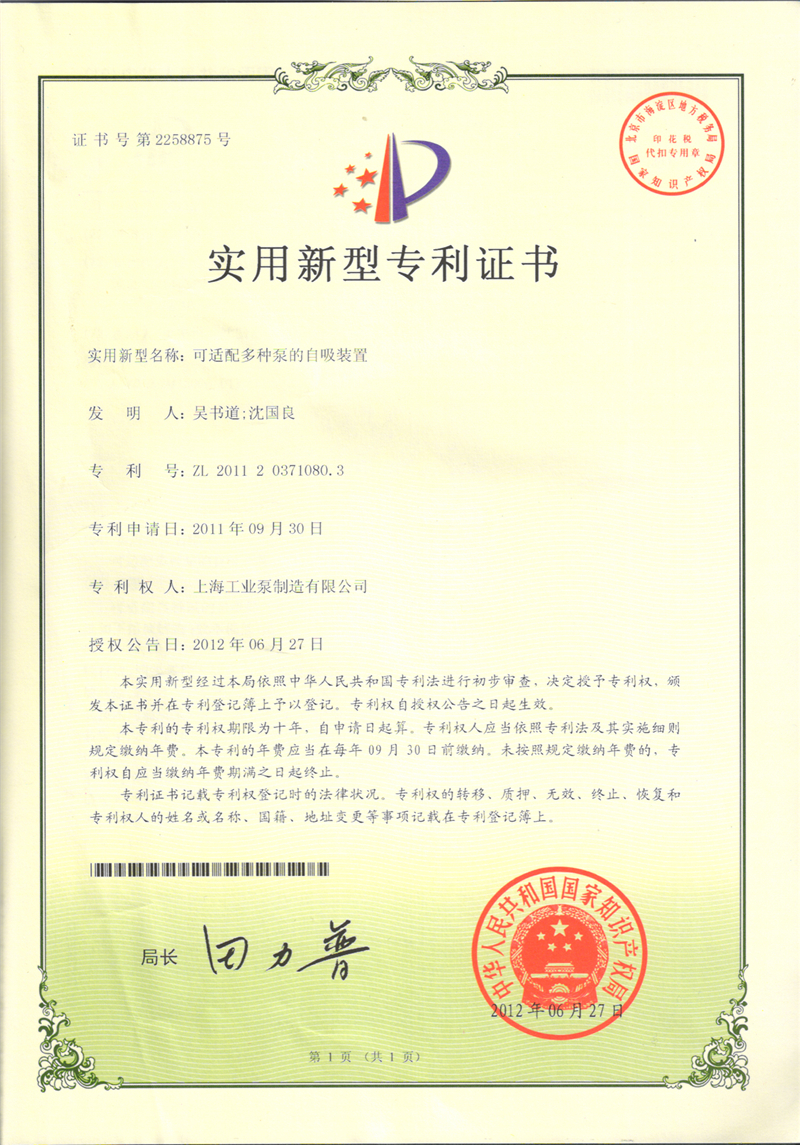 证书号第2258875号
北京市海淀区地方税务局
印花税
代扣专用章
国家知识产权局
实用新型专利证书
实用新型名称：可适配多种泵的自吸装置
发明人：吴书道;沈国良
专利号：ZL 2011 2 0371080.3
专利申请日：2011年09月30日
专利权人：上海工业泵制造有限公司
授权公告日：2012年06月27日
本实用新型经过本局依照中华人民共和国专利法进行初步审查，决定授予专利权，颁
发本证书并在专利登记簿上予以登记。专利权自授权公告之日起生效。
本专利的专利权期限为十年，自申请日起算。专利权人应当依照专利法及其实施细则
规定缴纳年费。本专利的年费应当在每年09月30日前缴纳。未按照规定缴纳年费的，专
利权自应当缴纳年费期满之日起终止。
专利证书记载专利权登记时的法律状况。专利权的转移、质押、无效、终止、恢复和
专利权人的姓名或名称、国籍、地址变更等事项记载在专利登记簿上。
局长 田力普
中华人民共和国国家知识产权局
2012年06月27日
第1页（共1页）